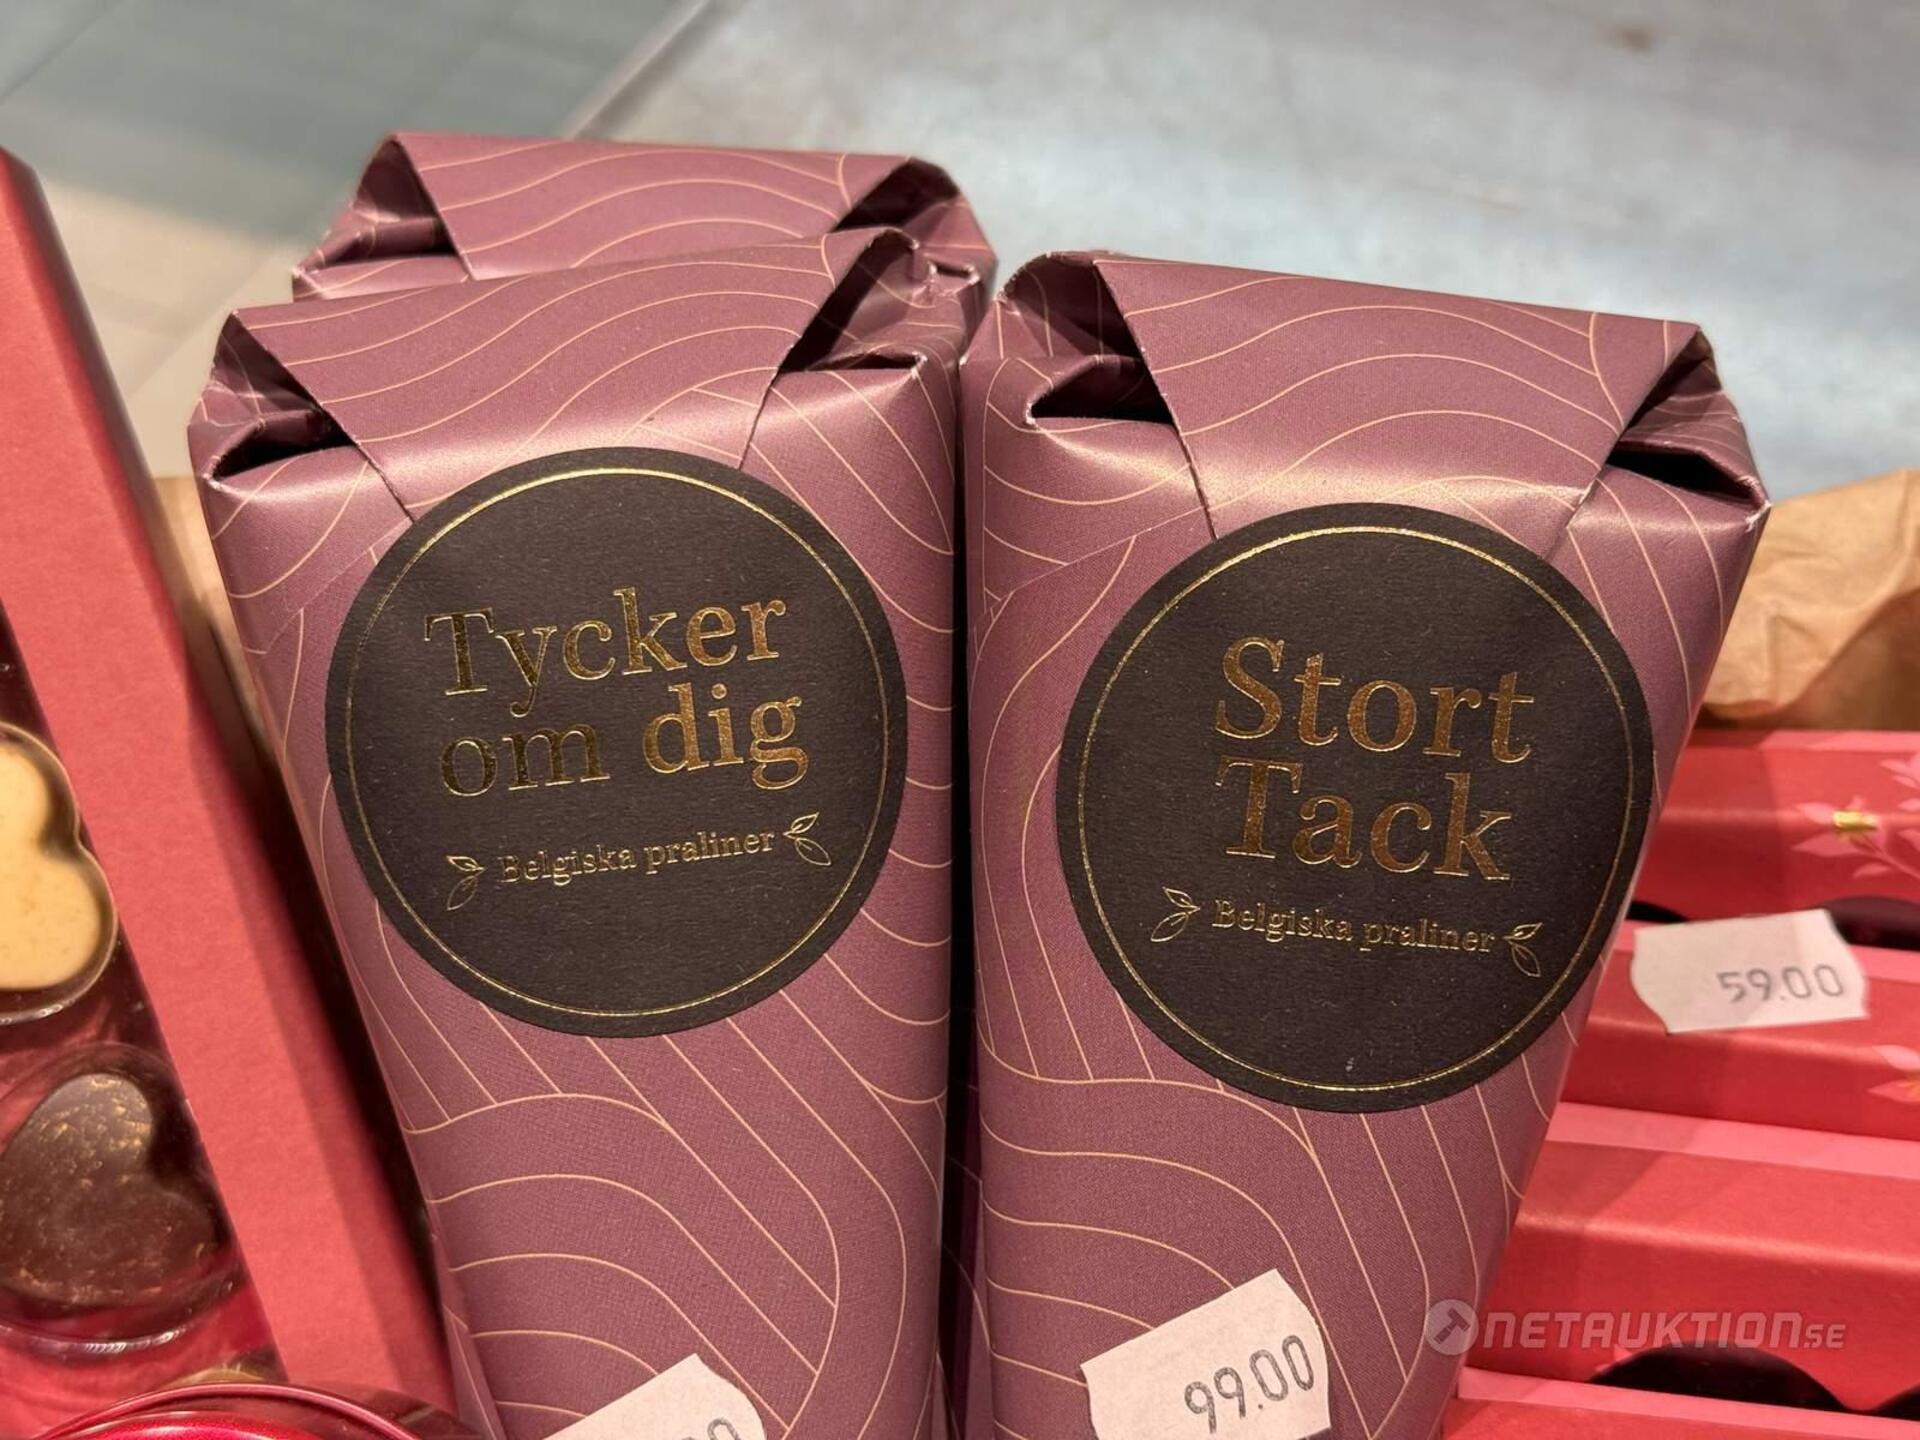 Tycker
om dig
Belgiska praliner
Stort
Tack
Belgiska praliner
59.00
99.00
NETAUKTION.SE